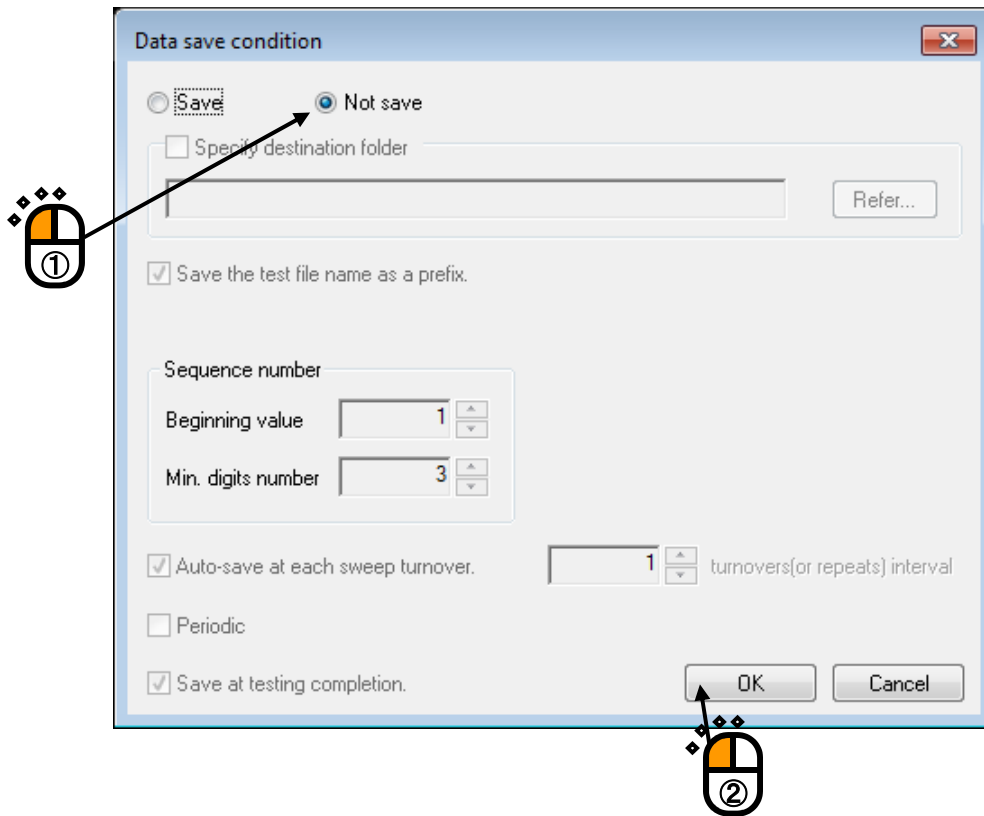 Data save condition
Save
Not save
Specify destination folder
Refer...
①
Save the test file name as a prefix.
Sequence number
Beginning value 1
Min. digits number 3
Auto-save at each sweep turnover. 1 turnovers(or repeats) interval
Periodic
Save at testing completion. OK Cancel
②